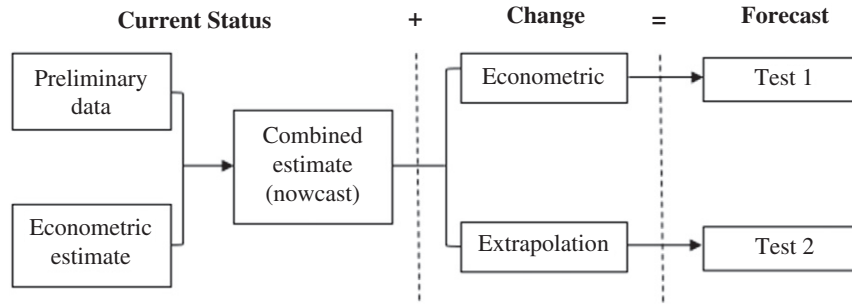 Current Status + Change = Forecast
Preliminary
data
Econometric
estimate
Combined
estimate
(nowcast)
Econometric
Extrapolation
Test 1
Test 2